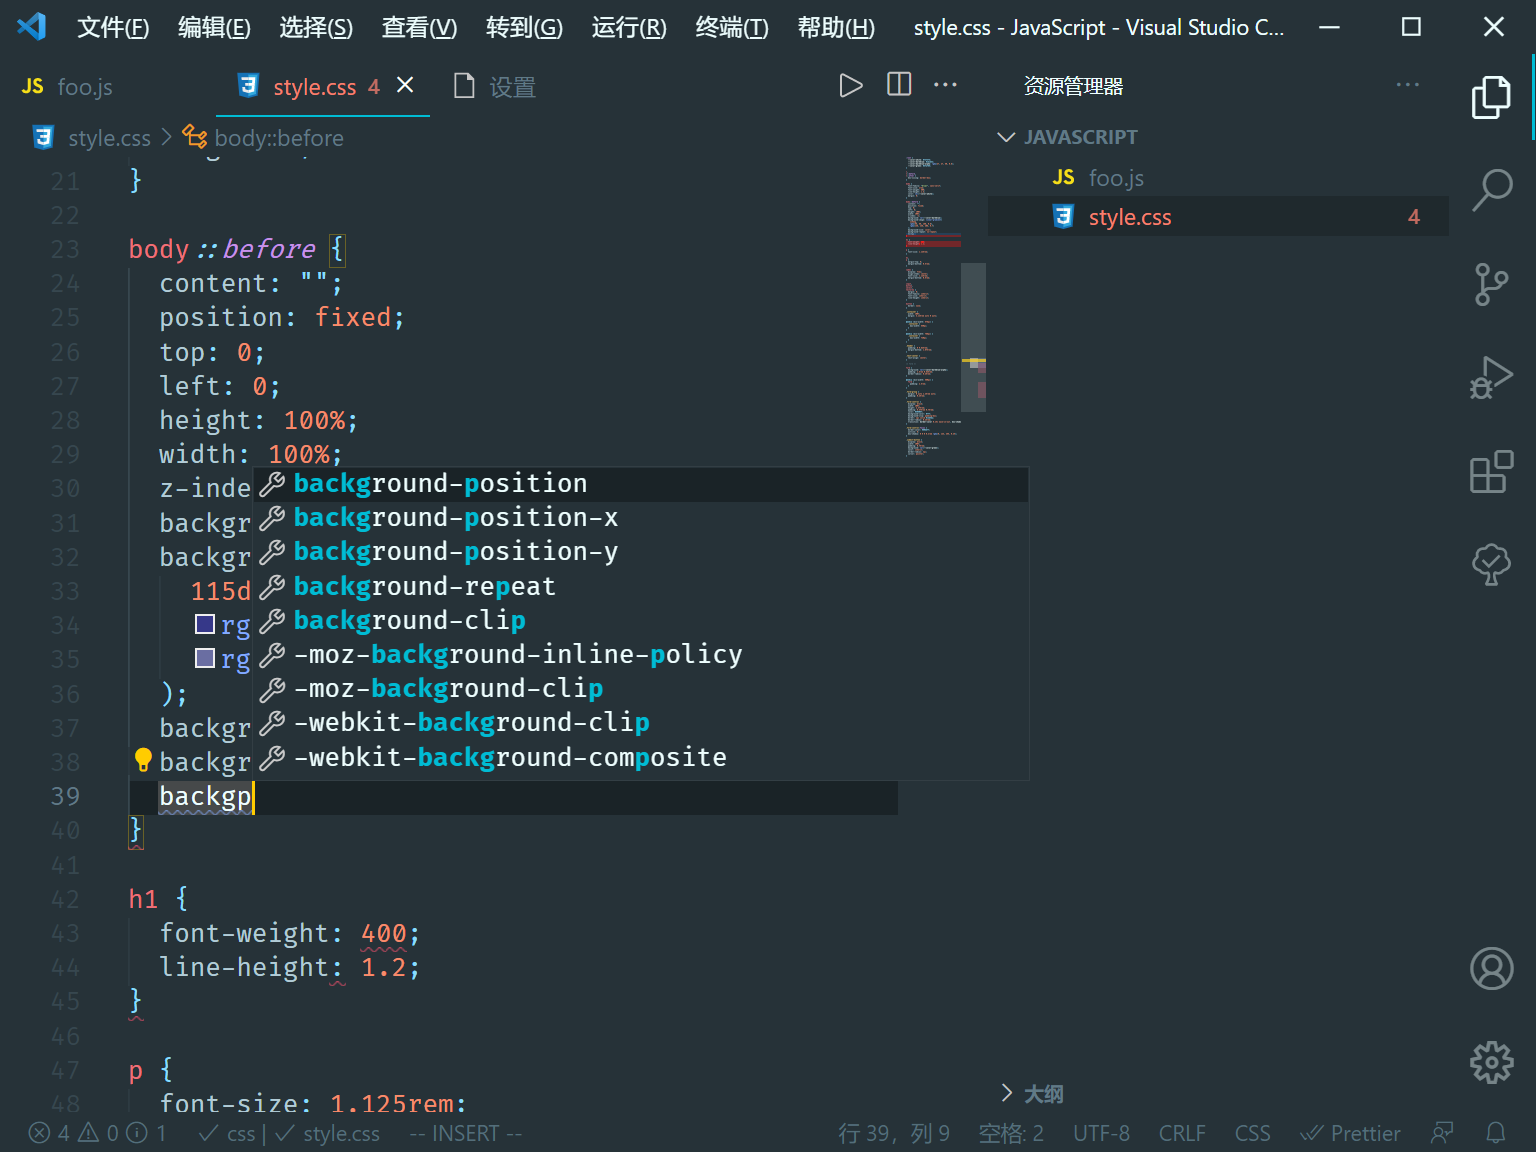 文件(F) 编辑(E) 选择(S) 查看(V) 转到(G) 运行(R) 终端(T) 帮助(H) style.css - JavaScript - Visual Studio C...
JS foo.js style.css 4 设置
style.css > body::before
21 }
22
23 body::before {
24 content: "";
25 position: fixed;
26 top: 0;
27 left: 0;
28 height: 100%;
29 width: 100%;
30 z-inde
31 backgr
32 backgr
33 115d
34 rg
35 rg
36 );
37 backgr
38 backgr
39 backgp
background-position
background-position-x
background-position-y
background-repeat
background-clip
-moz-background-inline-policy
-moz-background-clip
-webkit-background-clip
-webkit-background-composite
40 }
41
42 h1 {
43 font-weight: 400;
44 line-height: 1.2;
45 }
46
47 p {
48 font-size: 1.125rem;
资源管理器
JAVASCRIPT
JS foo.js
style.css 4
大纲
4 0 1 css | style.css -- INSERT -- 行 39，列 9 空格: 2 UTF-8 CRLF CSS Prettier